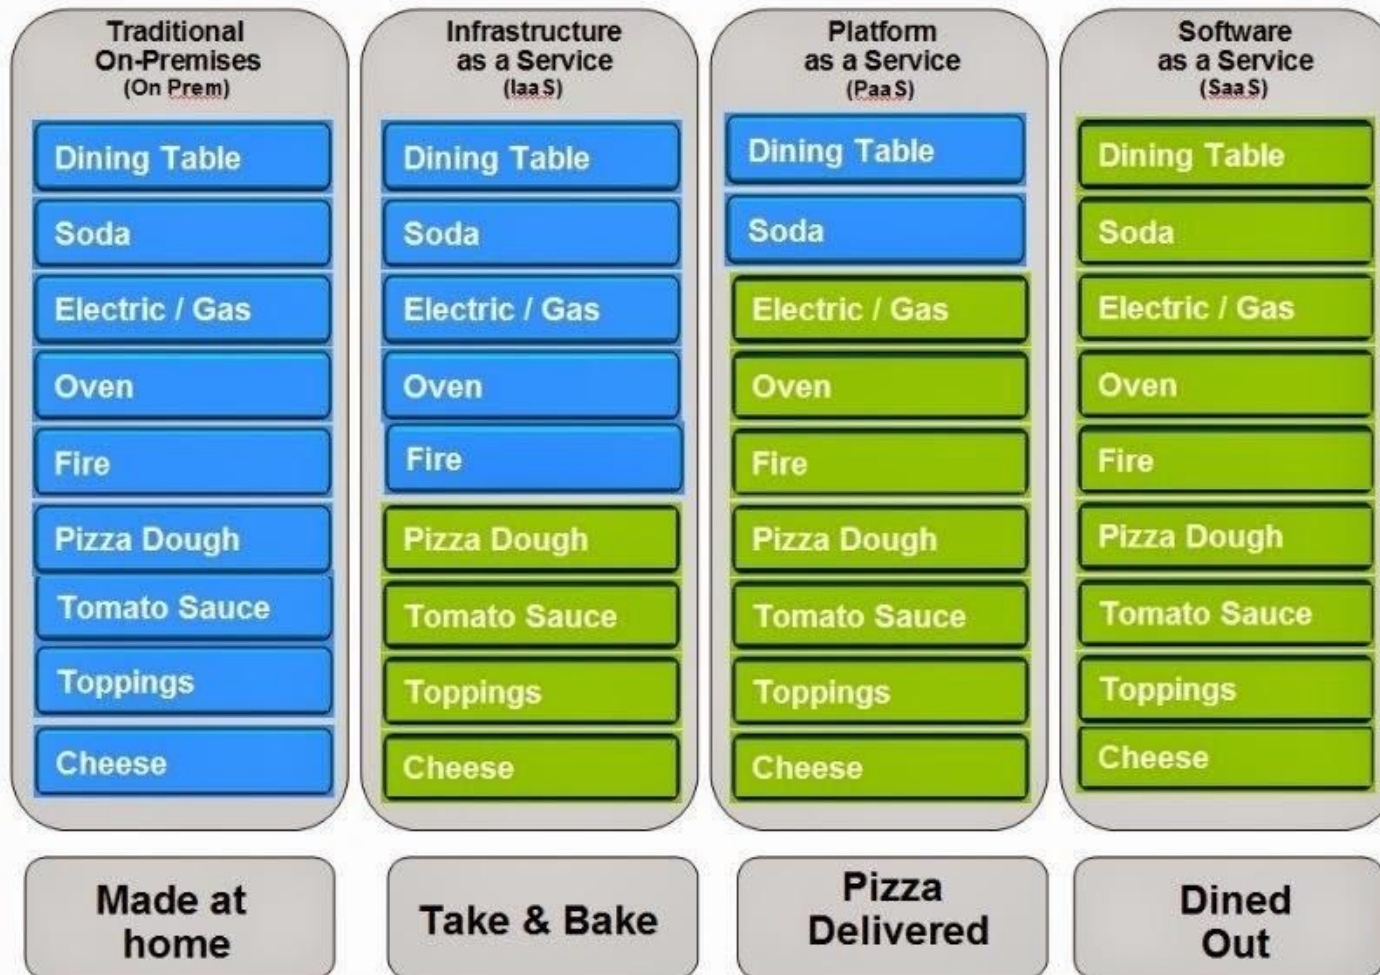 Traditional
On-Premises
(On Prem)
Dining Table
Soda
Electric / Gas
Oven
Fire
Pizza Dough
Tomato Sauce
Toppings
Cheese
Made at
home
Infrastructure
as a Service
(IaaS)
Dining Table
Soda
Electric / Gas
Oven
Fire
Pizza Dough
Tomato Sauce
Toppings
Cheese
Take & Bake
Platform
as a Service
(PaaS)
Dining Table
Soda
Electric / Gas
Oven
Fire
Pizza Dough
Tomato Sauce
Toppings
Cheese
Pizza
Delivered
Software
as a Service
(SaaS)
Dining Table
Soda
Electric / Gas
Oven
Fire
Pizza Dough
Tomato Sauce
Toppings
Cheese
Dined
Out